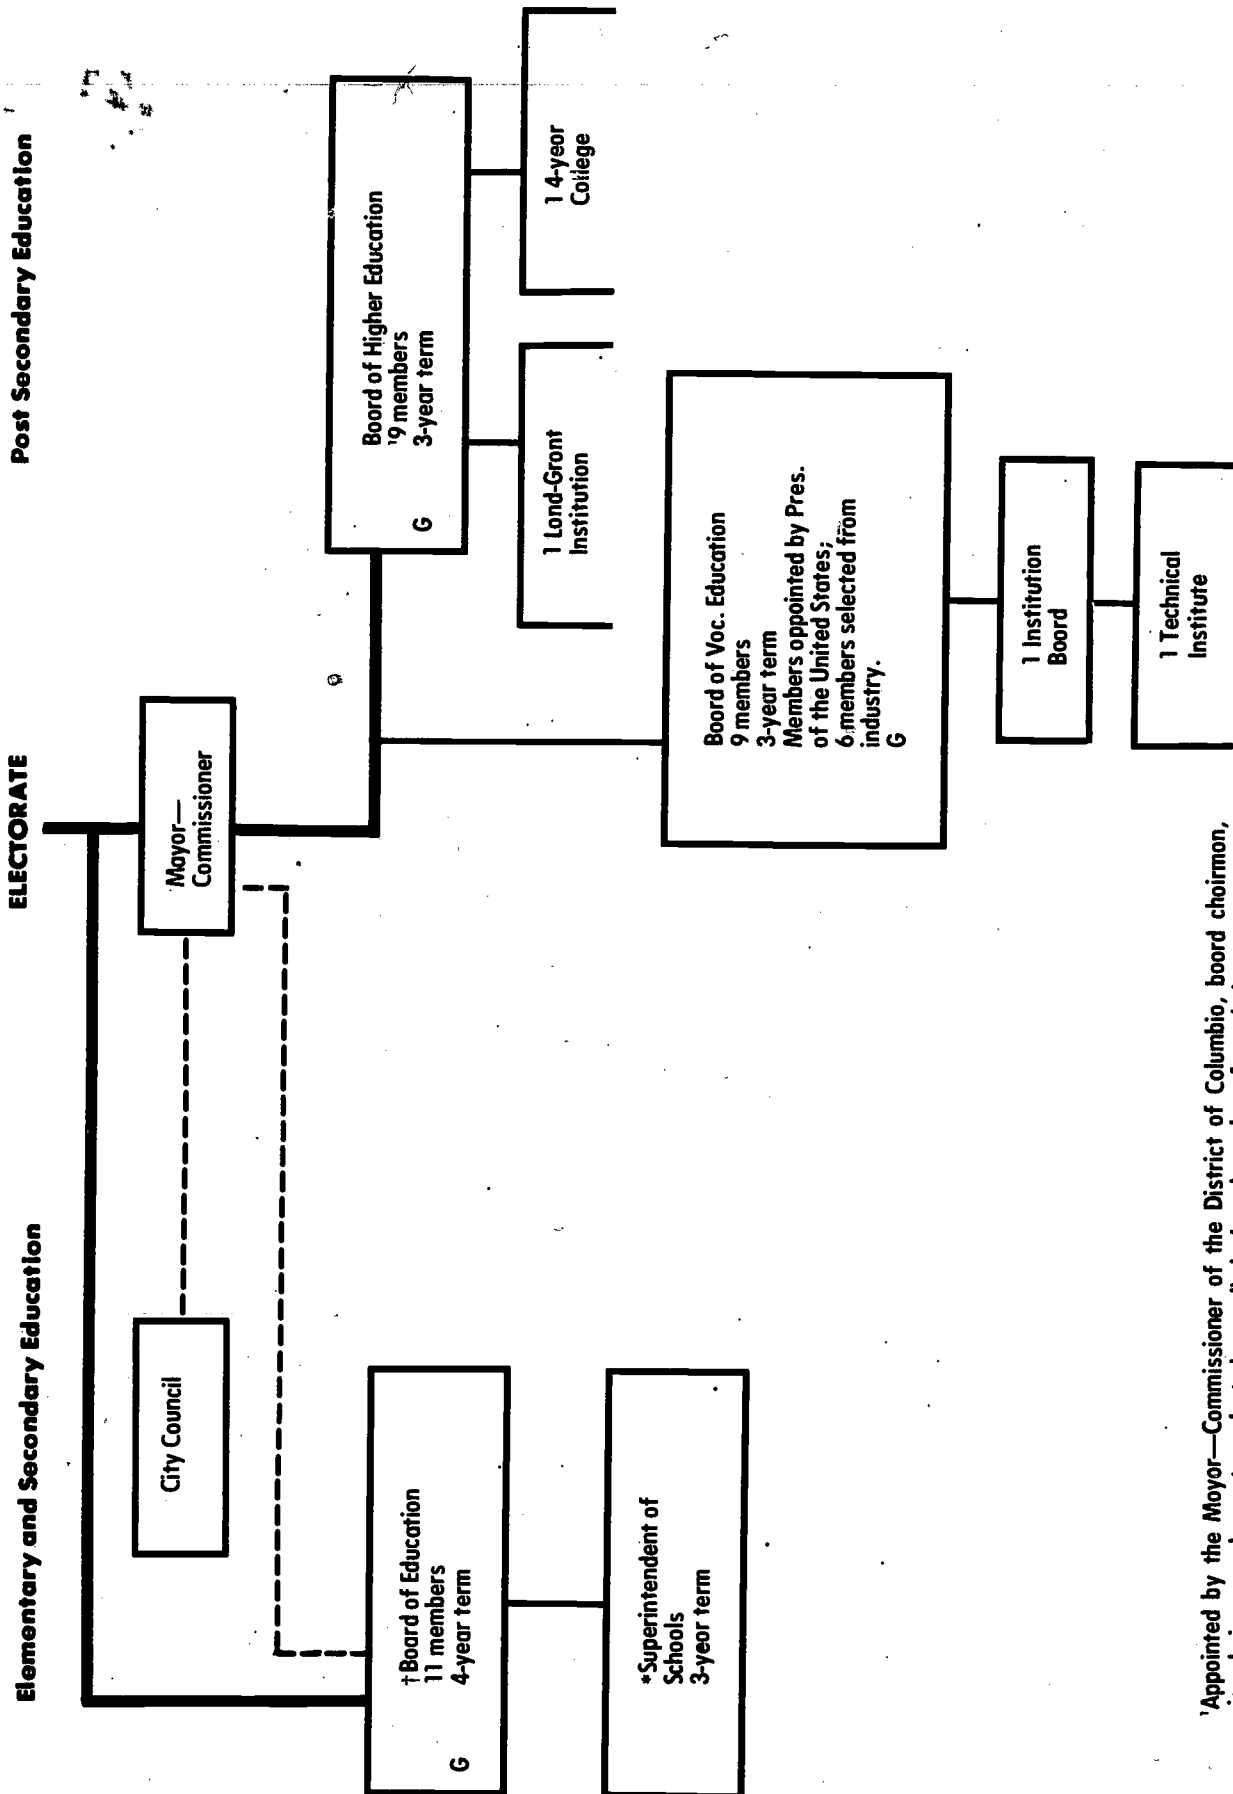 Elementary and Secondary Education
ELECTORATE
Post Secondary Education
City Council
Mayor—
Commissioner
†Board of Education
11 members
4-year term
G
*Superintendent of
Schools
3-year term
Board of Higher Education
¹9 members
3-year term
G
1 Lond-Gront
Institution
1 4-year
College
Board of Voc. Education
9 members
3-year term
Members oppointed by Pres.
of the United States;
6 members selected from
industry.
G
1 Institution
Board
1 Technical
Institute
¹Appointed by the Moyor—Commissioner of the District of Columbio, board choirmon,